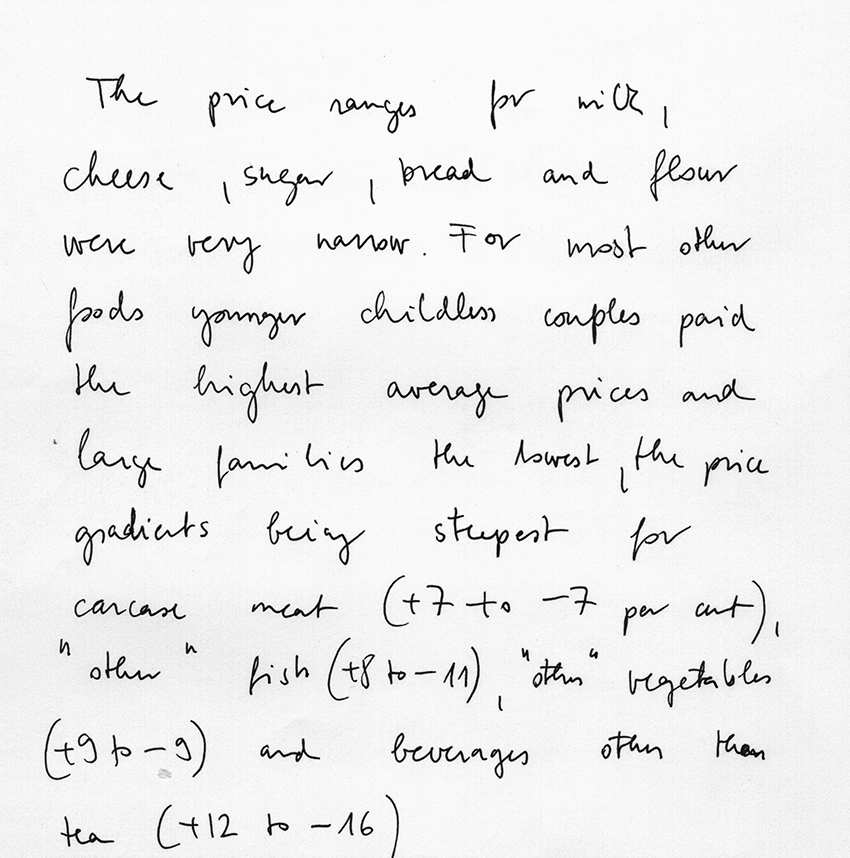 The price ranges for milk,
cheese, sugar, bread and flour
were very narrow. For most other
foods younger childless couples paid
the highest average prices and
large families the lowest, the price
gradients being steepest for
carcase meat (+7 to -7 per cent),
"other" fish (+8 to -11), "other" vegetables
(+9 to -9) and beverages other than
tea (+12 to -16)